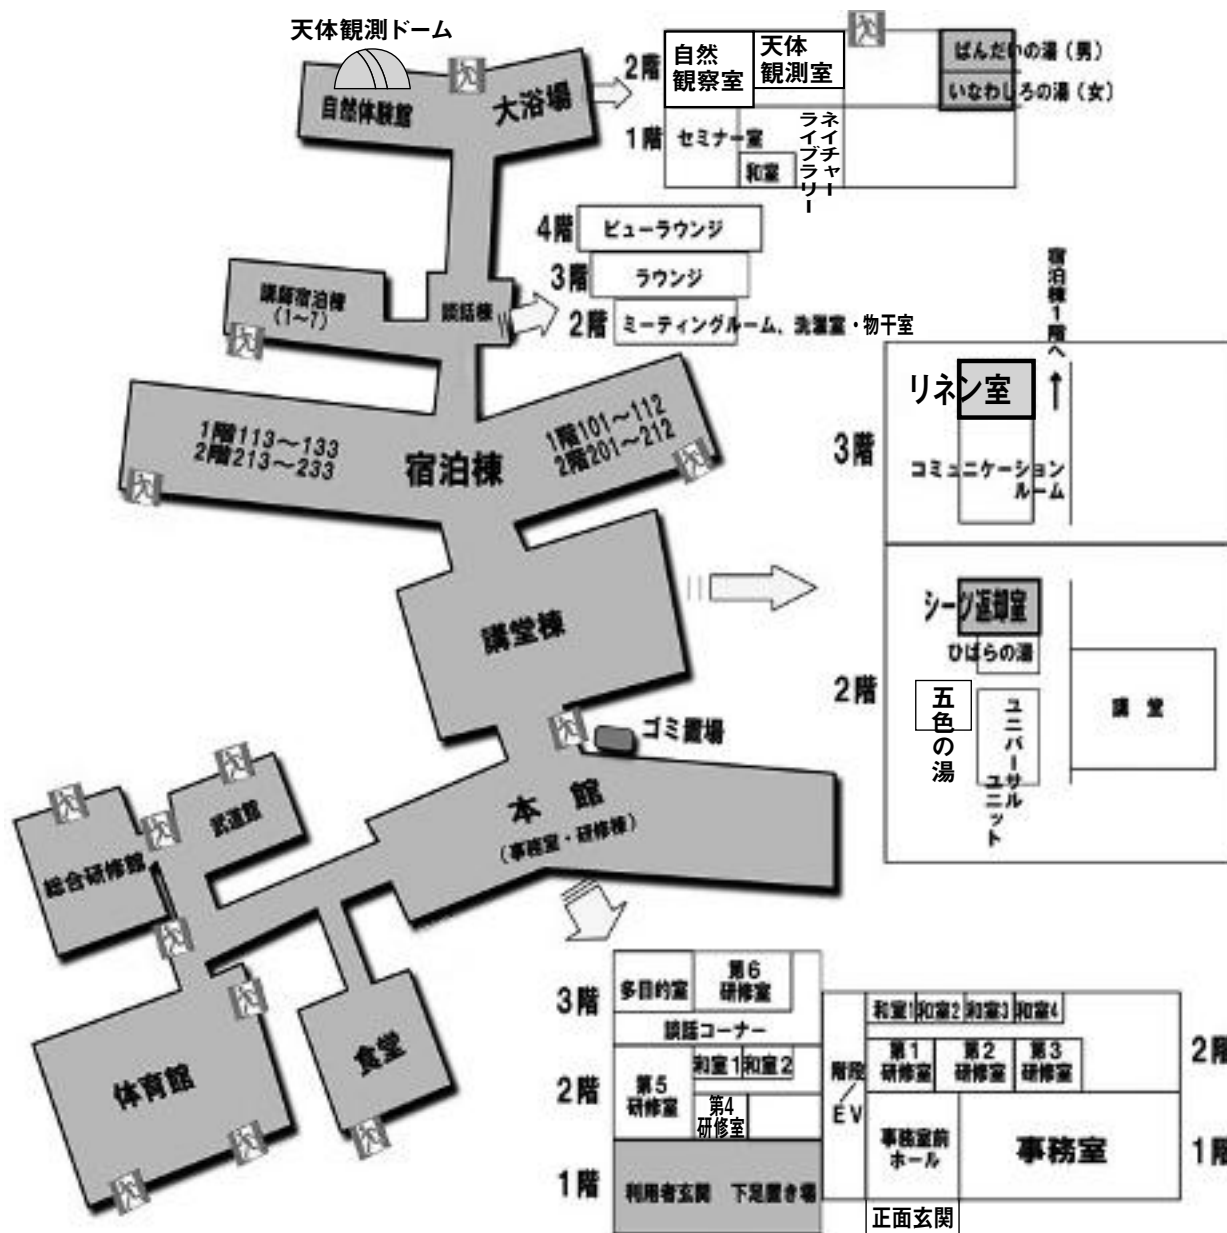 天体観測ドーム
自然体験館
大浴場
2階
自然
観察室
天体
観測室
ばんだいの湯（男）
いなわしろの湯（女）
1階
セミナー室
和室
ネイチャー
ライブラリー
4階
ビューラウンジ
3階
ラウンジ
2階
ミーティングルーム、洗濯室・物干室
講師宿泊棟
(1～7)
談話棟
1階113～133
2階213～233
宿泊棟
1階101～112
2階201～212
宿泊棟1階へ
3階
リネン室
コミュニケーション
ルーム
2階
シーツ返却室
ひばらの湯
五色の湯
ユニバーサル
ユニット
講堂
講堂棟
ゴミ置場
本館
(事務室・研修棟)
武道館
総合研修館
体育館
食堂
3階
多目的室
第6
研修室
談話コーナー
2階
第5
研修室
和室1
和室2
第4
研修室
1階
利用者玄関
下足置き場
階段
／
EV
和室1
和室2
和室3
和室4
第1
研修室
第2
研修室
第3
研修室
2階
事務室前
ホール
事務室
1階
正面玄関